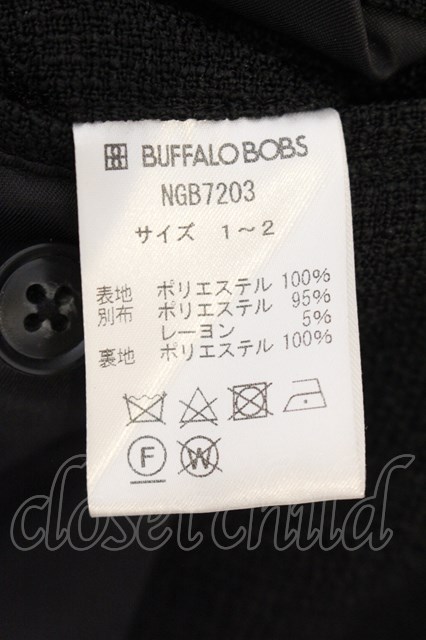 BUFFALO BOBS
NGB7203
サイズ 1～2
表地 ポリエステル 100%
別布 ポリエステル 95%
レーヨン 5%
裏地 ポリエステル 100%
F W
closet child